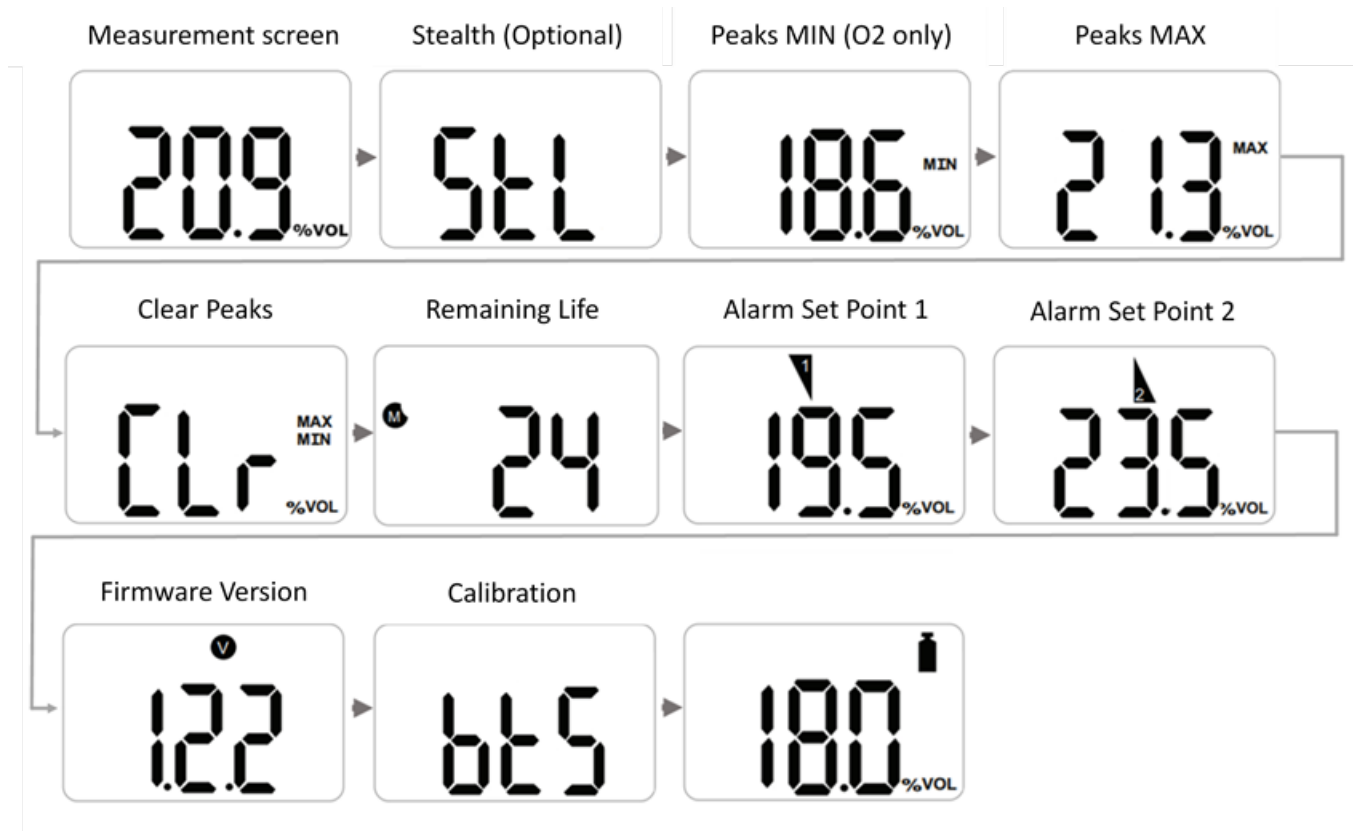 Measurement screen
Stealth (Optional)
Peaks MIN (O2 only)
Peaks MAX
20.9 %VOL
StL
18.6 MIN %VOL
21.3 MAX %VOL
Clear Peaks
Remaining Life
Alarm Set Point 1
Alarm Set Point 2
CLr MAX MIN %VOL
M 24
1 19.5 %VOL
2 23.5 %VOL
Firmware Version
Calibration
V 1.2.2
btS
18.0 %VOL